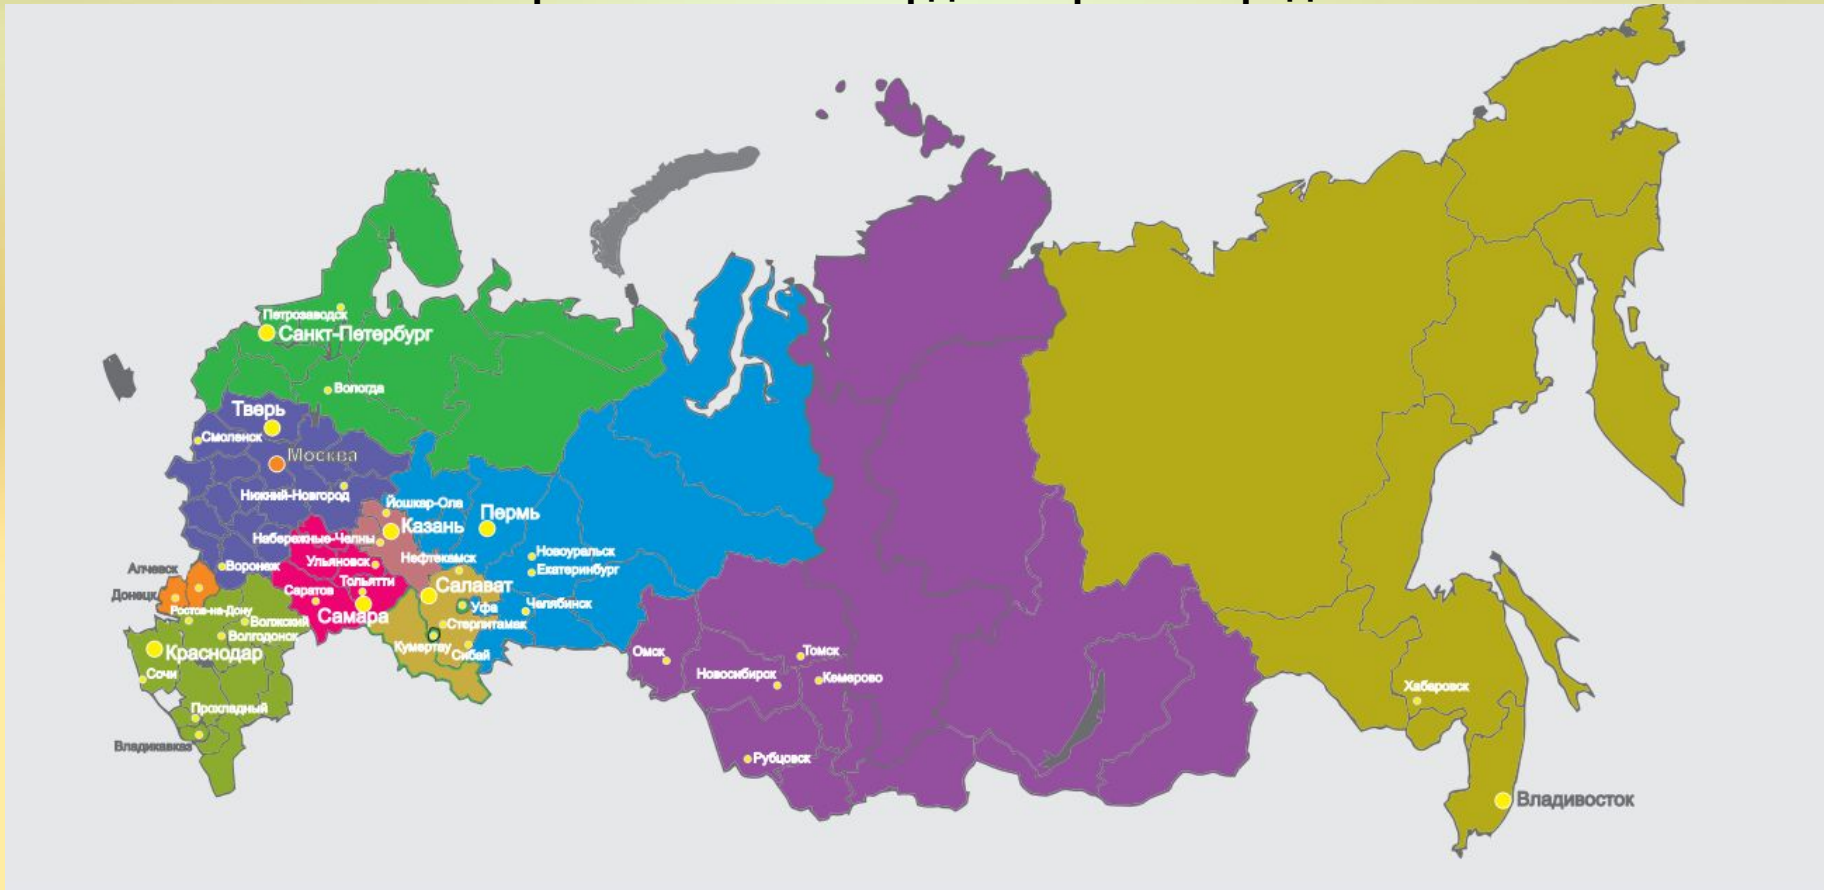 Петрозаводск
Санкт-Петербург
Вологда
Тверь
Смоленск
Москва
Нижний-Новгород
Йошкар-Ола
Казань
Пермь
Набережные-Челны
Нефтекамск
Новоуральск
Екатеринбург
Ульяновск
Воронеж
Алчевск
Донецк
Тольятти
Саратов
Самара
Салават
Уфа
Челябинск
Стерлитамак
Кумертау
Сибай
Ростов-на-Дону
Волжский
Волгодонск
Краснодар
Сочи
Прохладный
Владикавказ
Омск
Томск
Новосибирск
Кемерово
Рубцовск
Хабаровск
Владивосток